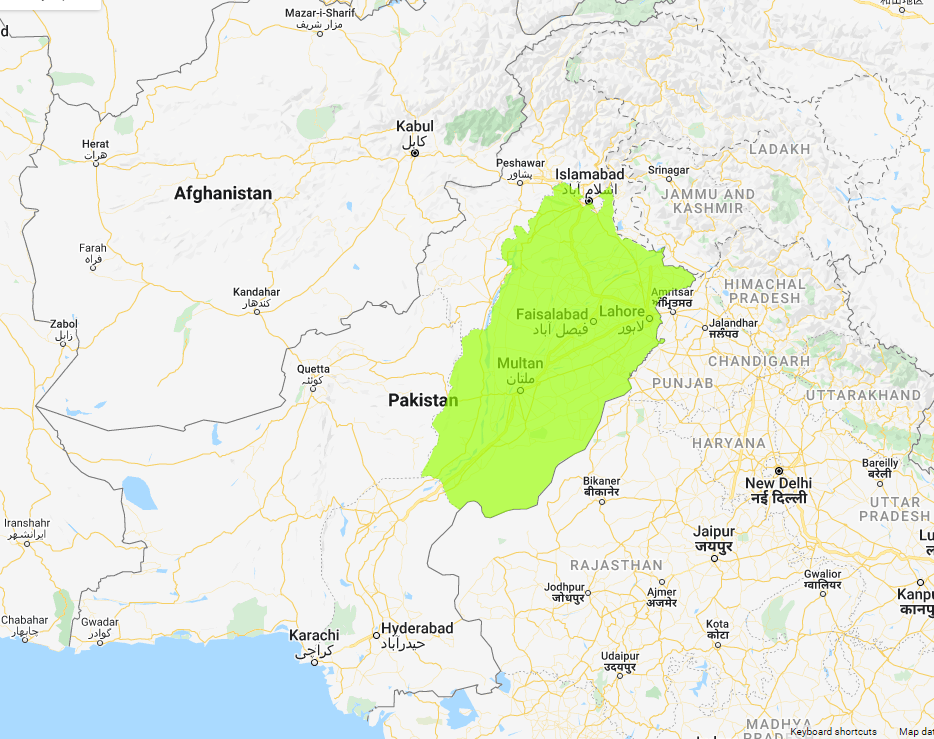 Mazar-i-Sharif
مزار شریف
Kabul
کابل
Herat
هرات
LADAKH
Peshawar
پشاور
Islamabad
اسلام آباد
Srinagar
Afghanistan
JAMMU AND
KASHMIR
Farah
فراه
Kandahar
کندهار
HIMACHAL
PRADESH
Amritsar
ਅੰਮ੍ਰਿਤਸਰ
Faisalabad
فیصل آباد
Lahore
لاہور
Zabol
زابل
Jalandhar
ਜਲੰਧਰ
CHANDIGARH
Multan
ملتان
Quetta
کوئٹہ
PUNJAB
Pakistan
UTTARAKHAND
HARYANA
Bareilly
बरेली
New Delhi
नई दिल्ली
Bikaner
बीकानेर
UTTAR
PRADESH
Iranshahr
ایرانشهر
Jaipur
जयपुर
RAJASTHAN
Gwalior
ग्वालियर
Jodhpur
जोधपुर
Ajmer
अजमेर
Kanpu
कानपु
Chabahar
چابهار
Gwadar
گوادر
Karachi
کراچی
Hyderabad
حیدرآباد
Kota
कोटा
Udaipur
उदयपुर
MADHYA
Keyboard shortcuts
Map dat